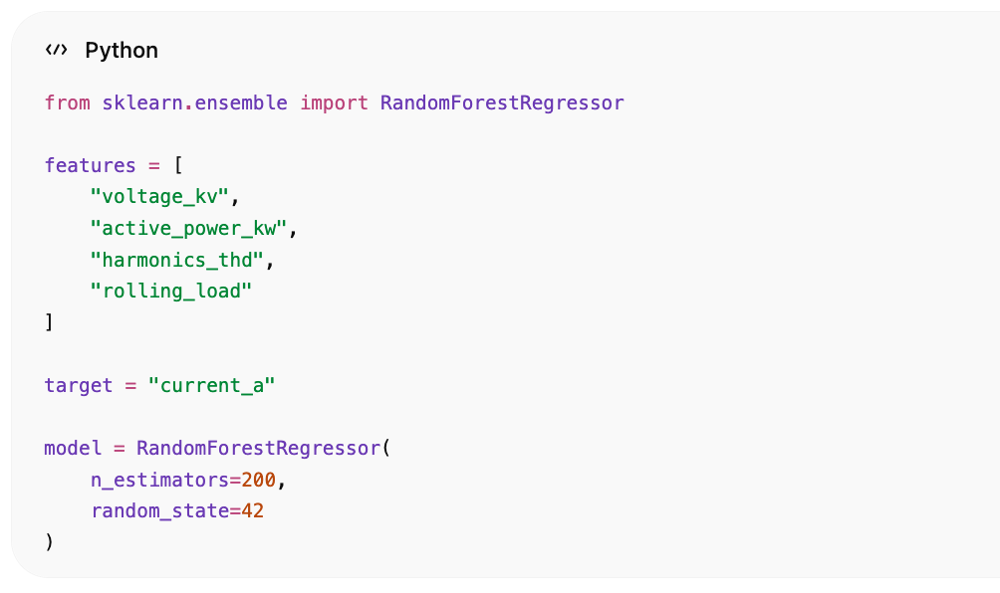 Python
from sklearn.ensemble import RandomForestRegressor
features = [
    "voltage_kv",
    "active_power_kw",
    "harmonics_thd",
    "rolling_load"
]
target = "current_a"
model = RandomForestRegressor(
    n_estimators=200,
    random_state=42
)